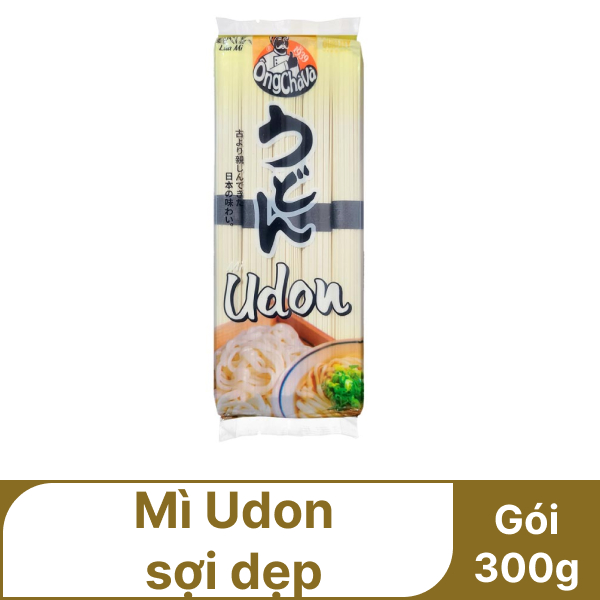 1989
ÔngChàVà
うどん
古より親しんできた、
日本の味わい。
Udon
Mì Udon
sợi dẹp
Gói
300g